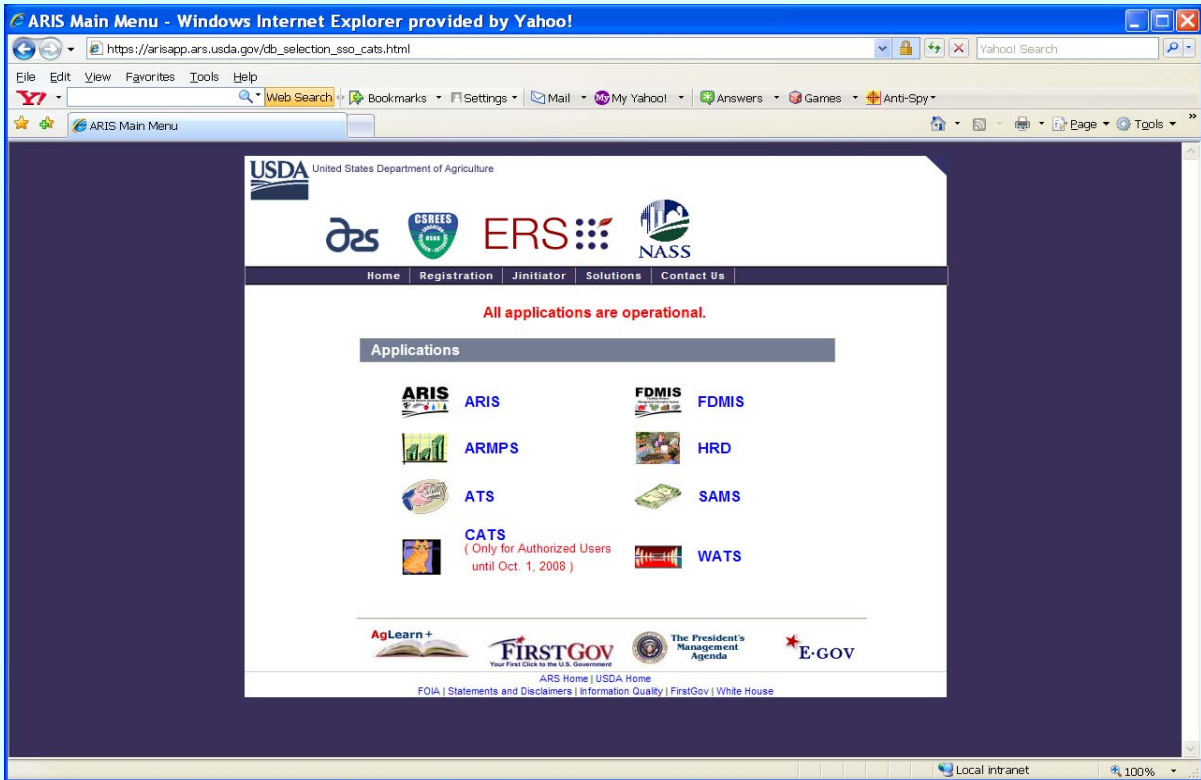 ARIS Main Menu - Windows Internet Explorer provided by Yahoo!
https://arisapp.ars.usda.gov/db_selection_sso_cats.html
Yahoo! Search
File Edit View Favorites Tools Help
Y! Web Search Bookmarks Settings Mail My Yahoo! Answers Games Anti-Spy
ARIS Main Menu
Page Tools
USDA United States Department of Agriculture
ars CSREES USDA ERS NASS
Home Registration Jinitiator Solutions Contact Us
All applications are operational.
Applications
ARIS ARIS FDMIS FDMIS
ARMPS HRD
ATS SAMS
CATS
( Only for Authorized Users
until Oct. 1, 2008 )
WATS
AgLearn+
FIRSTGOV
Your First Click to the U.S. Government
The President's
Management
Agenda
E·GOV
ARS Home | USDA Home
FOIA | Statements and Disclaimers | Information Quality | FirstGov | White House
Local intranet 100%